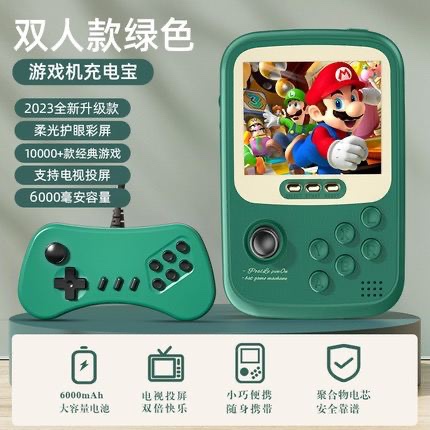 双人款绿色
游戏机充电宝
2023全新升级款
柔光护眼彩屏
10000+款经典游戏
支持电视投屏
6000毫安容量
hot game machine
6000mAh
大容量电池
电视投屏
双倍快乐
小巧便携
随身携带
聚合物电芯
安全靠谱